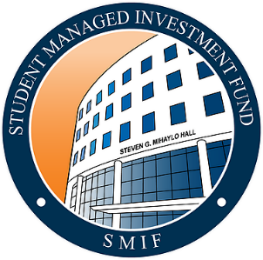 STUDENT MANAGED INVESTMENT FUND
STEVEN G. MIHAYLO HALL
SMIF